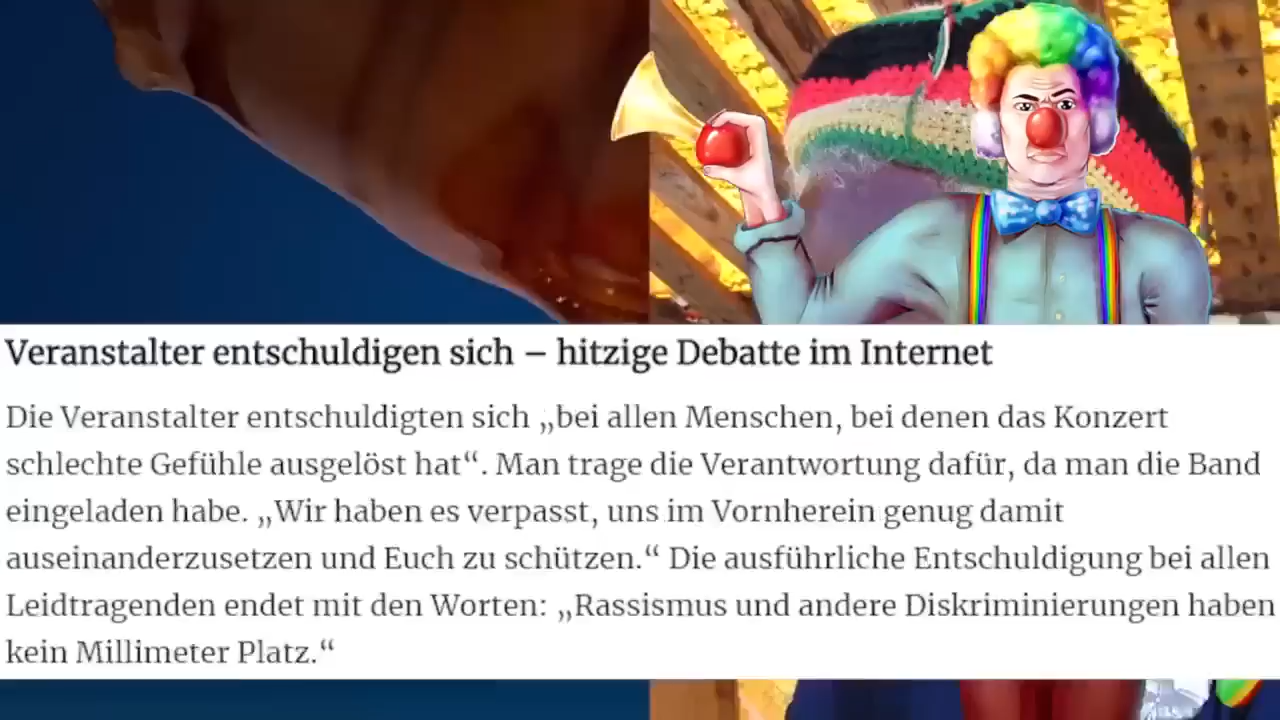 Veranstalter entschuldigen sich – hitzige Debatte im Internet
Die Veranstalter entschuldigten sich „bei allen Menschen, bei denen das Konzert
schlechte Gefühle ausgelöst hat“. Man trage die Verantwortung dafür, da man die Band
eingeladen habe. „Wir haben es verpasst, uns im Vornherein genug damit
auseinanderzusetzen und Euch zu schützen.“ Die ausführliche Entschuldigung bei allen
Leidtragenden endet mit den Worten: „Rassismus und andere Diskriminierungen haben
kein Millimeter Platz.“